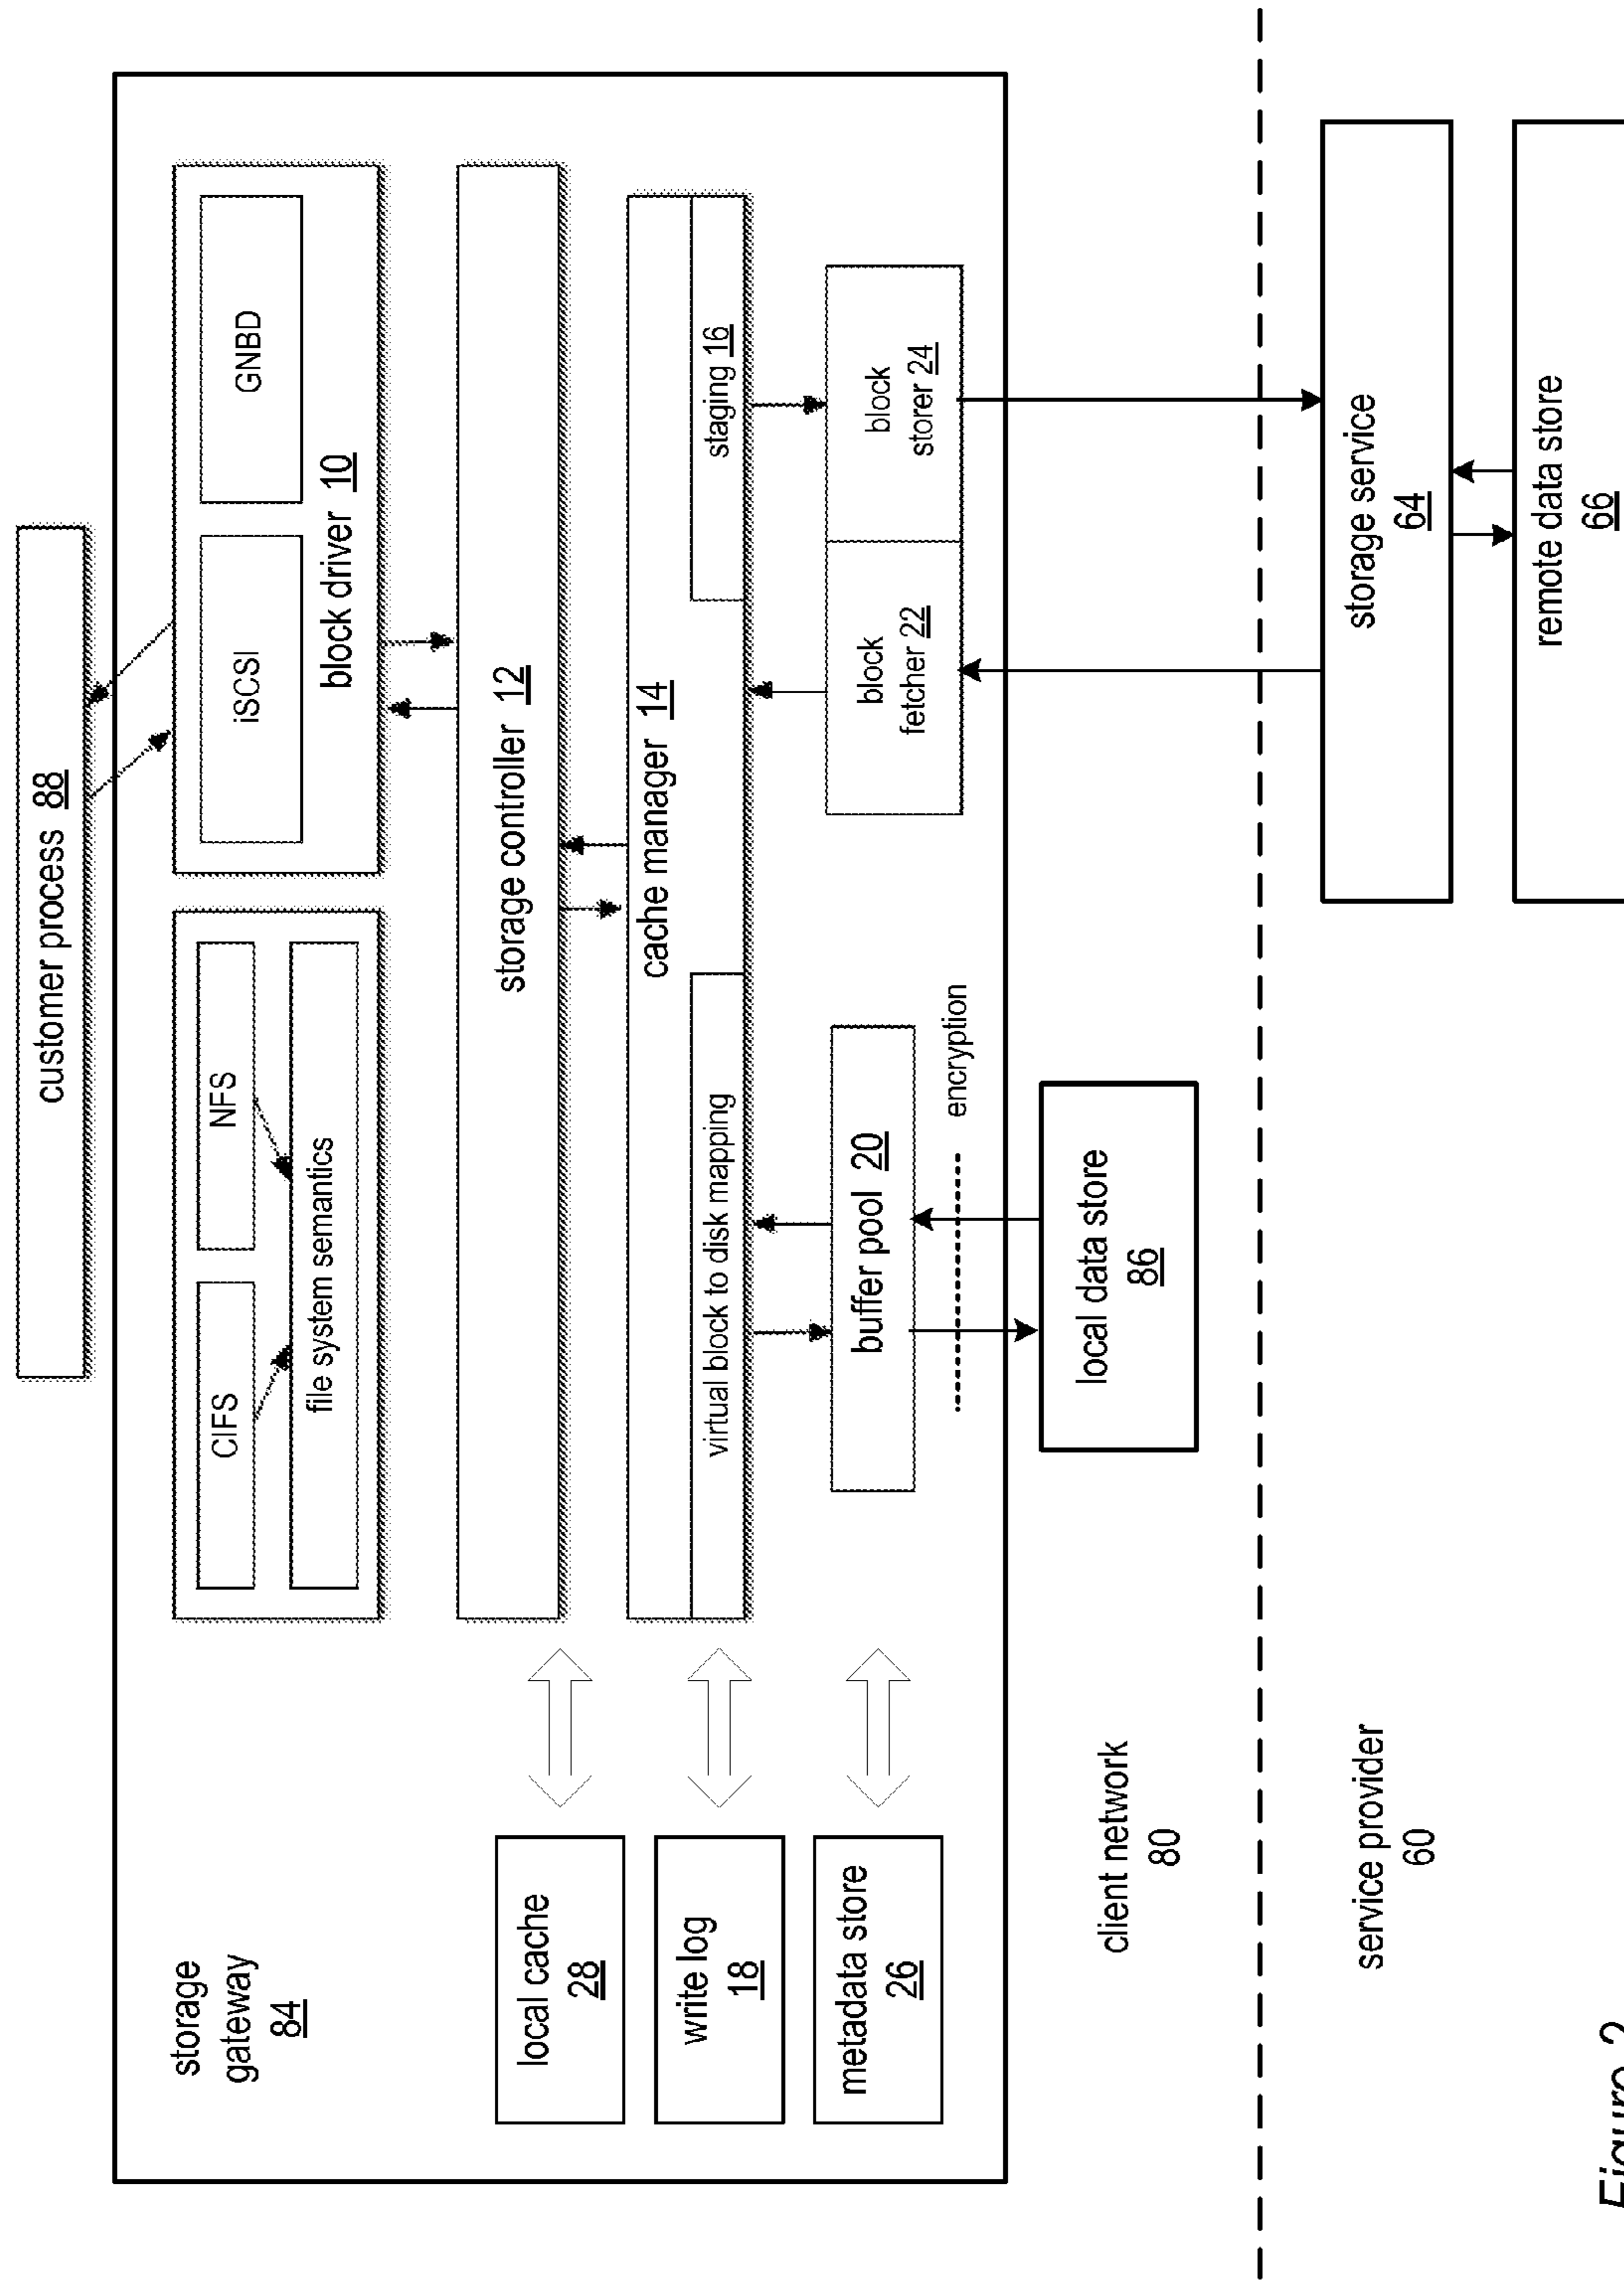 customer process 88
storage
gateway
84
CIFS
NFS
file system semantics
iSCSI
GNBD
block driver 10
storage controller 12
cache manager 14
virtual block to disk mapping
staging 16
local cache
28
write log
18
metadata store
26
buffer pool 20
encryption
block
fetcher 22
block
storer 24
local data store
86
client network
80
service provider
60
storage service
64
remote data store
66
Figure 2